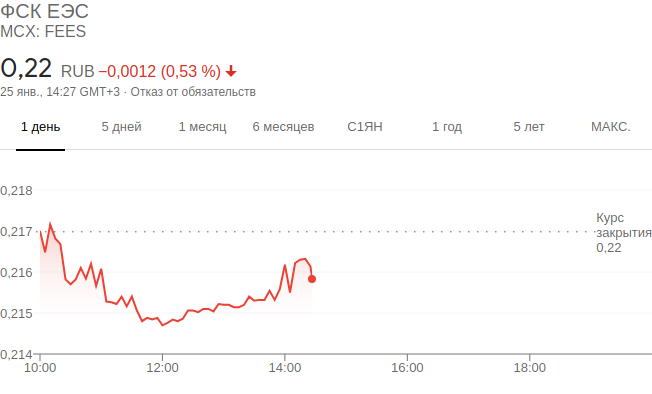 ФСК ЕЭС
MCX: FEES
0,22 RUB −0,0012 (0,53 %)
25 янв., 14:27 GMT+3 · Отказ от обязательств
1 день 5 дней 1 месяц 6 месяцев С1ЯН 1 год 5 лет МАКС.
0,218
0,217
Курс
закрытия
0,22
0,216
0,215
0,214
10:00 12:00 14:00 16:00 18:00